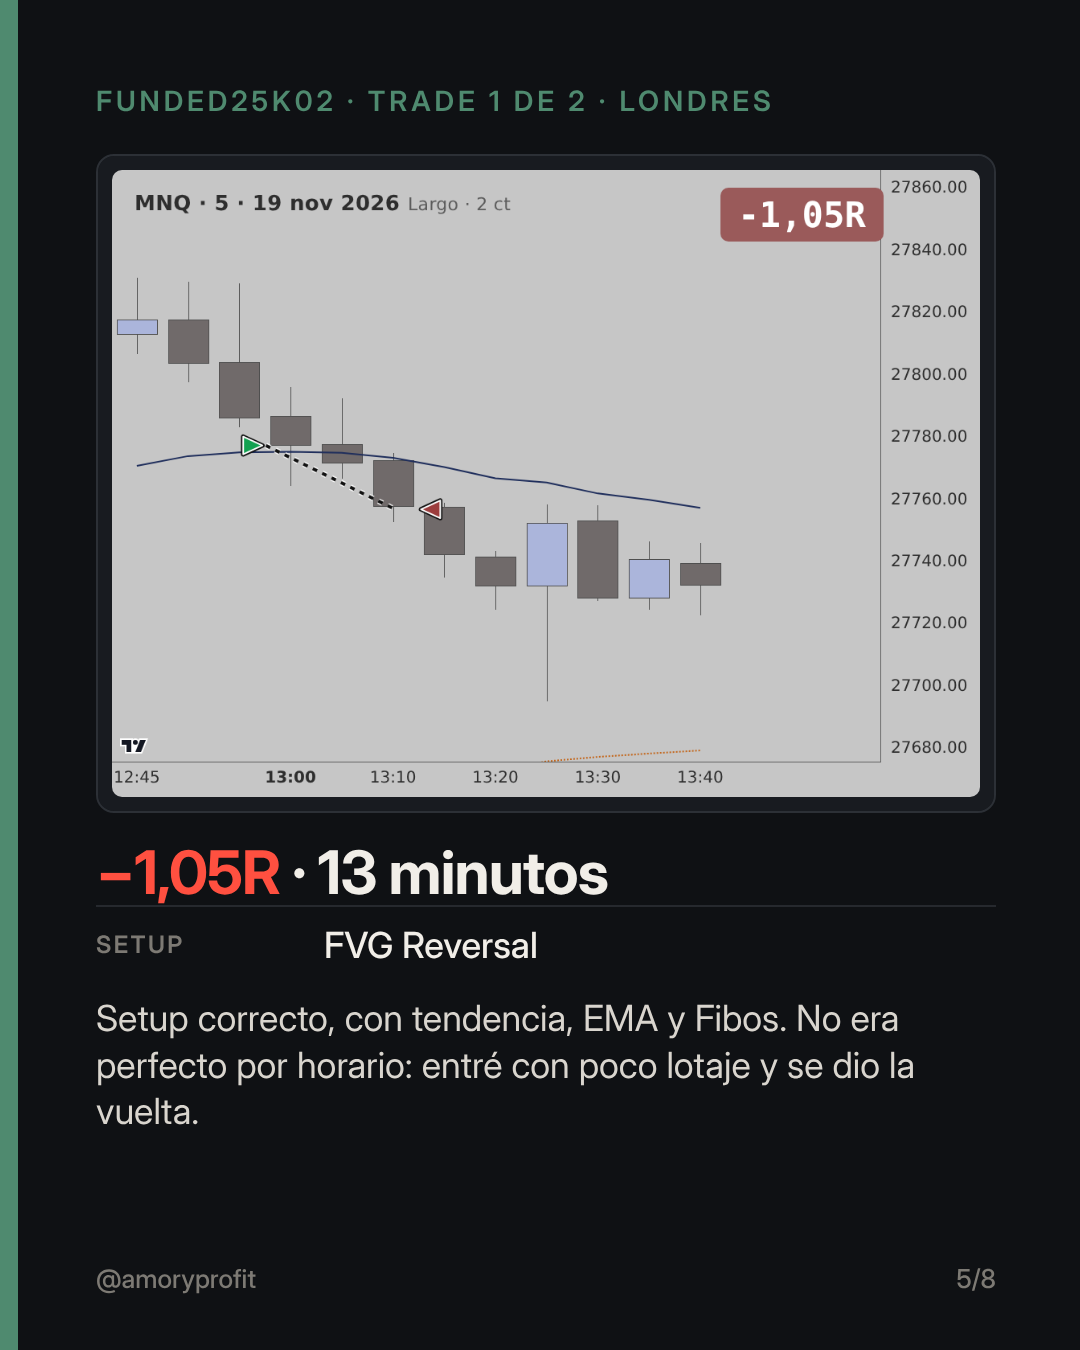 FUNDED25K02 · TRADE 1 DE 2 · LONDRES
MNQ · 5 · 19 nov 2026 Largo · 2 ct
-1,05R
27860.00
27840.00
27820.00
27800.00
27780.00
27760.00
27740.00
27720.00
27700.00
27680.00
12:45 13:00 13:10 13:20 13:30 13:40
−1,05R · 13 minutos
SETUP FVG Reversal
Setup correcto, con tendencia, EMA y Fibos. No era
perfecto por horario: entré con poco lotaje y se dio la
vuelta.
@amoryprofit 5/8